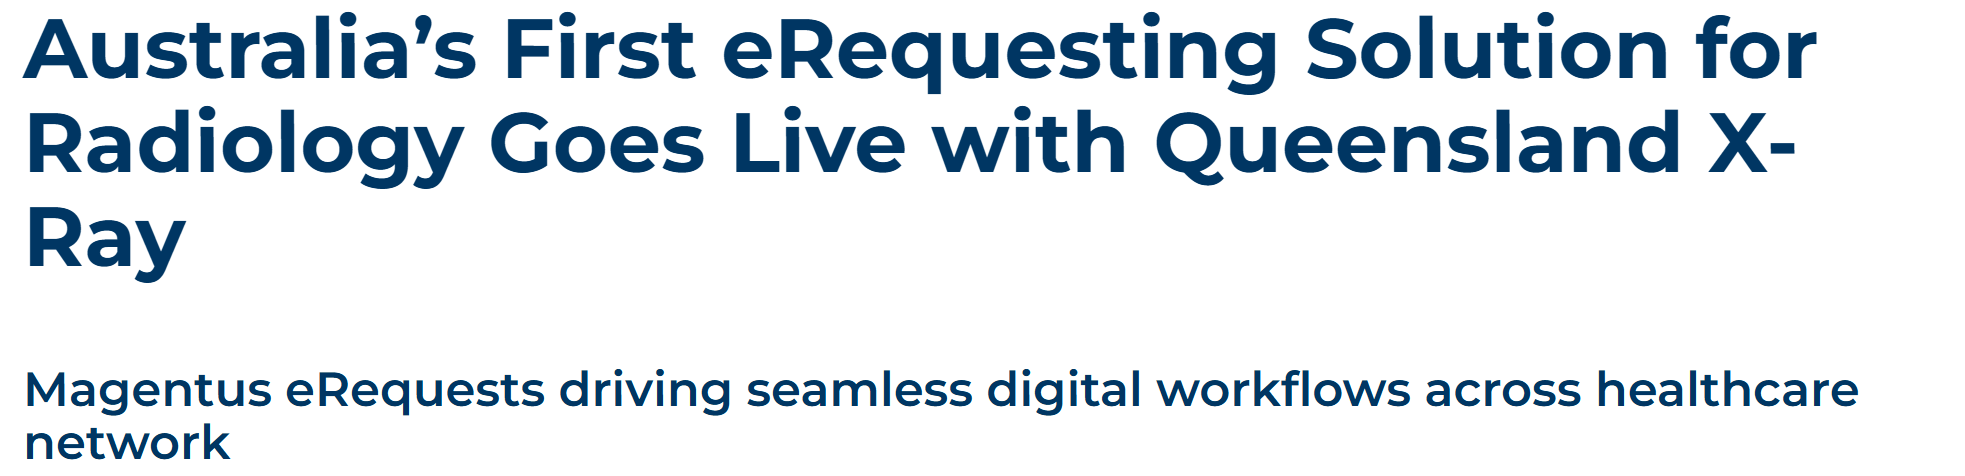 Australia’s First eRequesting Solution for
Radiology Goes Live with Queensland X-
Ray
Magentus eRequests driving seamless digital workflows across healthcare
network